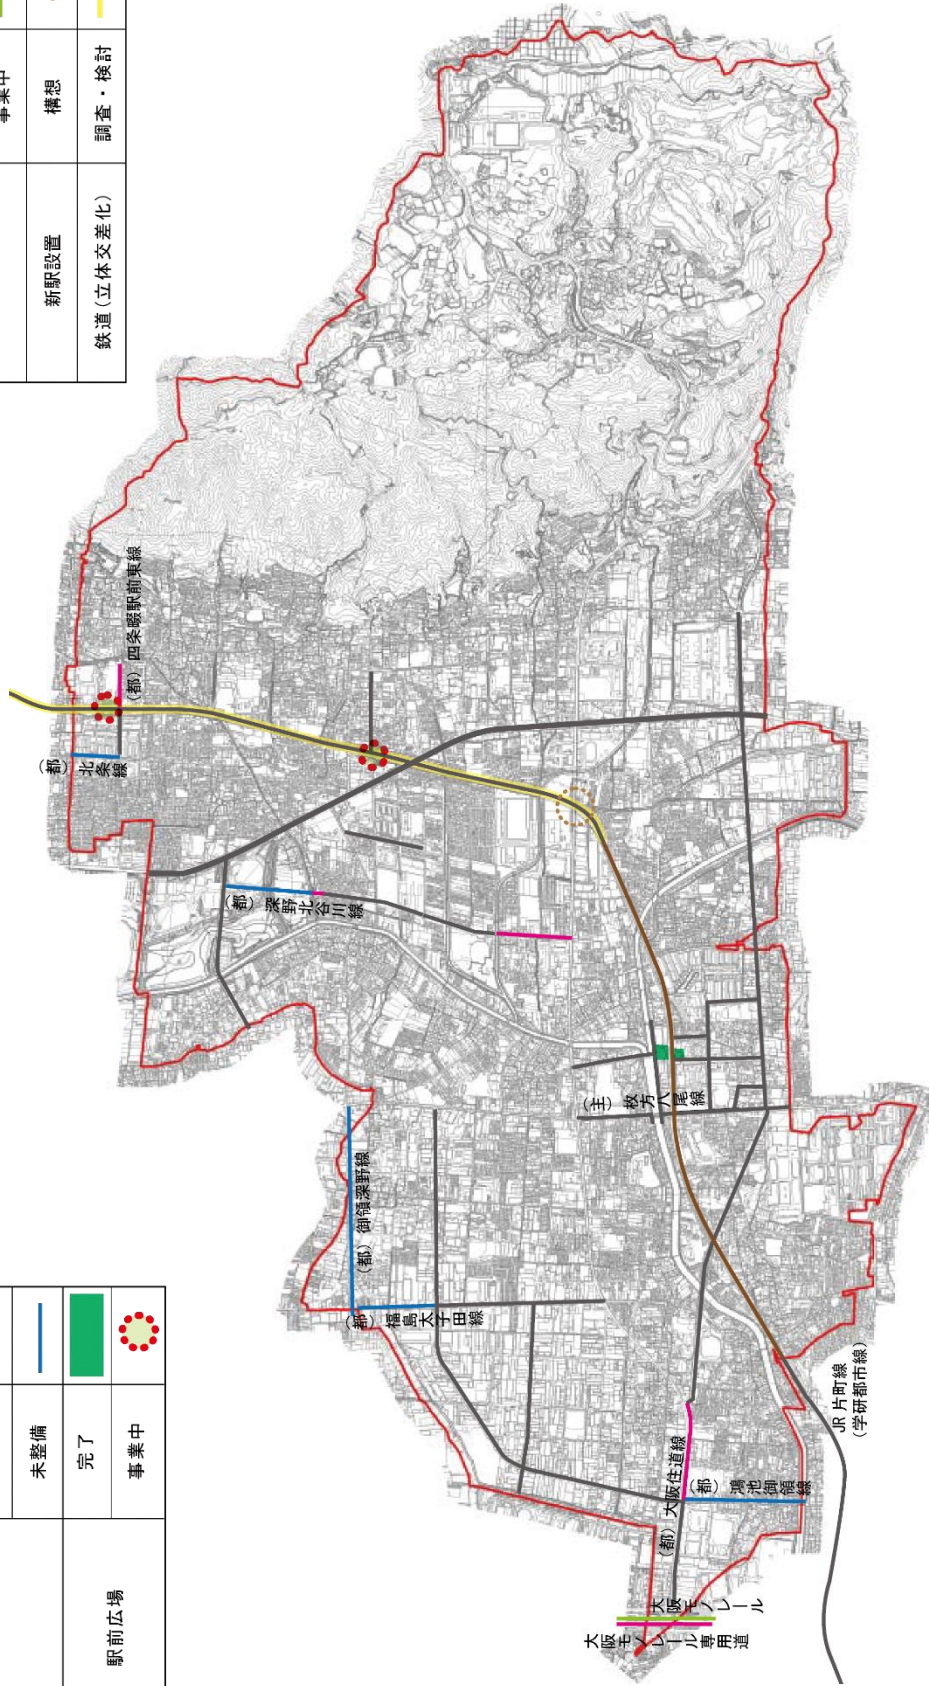 事業中
新駅設置
構想
鉄道(立体交差化)
調査・検討
(都) 四条畷駅前東線
(都) 北条線
(都) 深野北谷川線
(主) 枚方八尾線
(都) 御領深野線
(都) 福島太子田線
未整備
駅前広場
完了
事業中
(都) 大阪住道線
(都) 鴻池御領線
JR 片町線
(学研都市線)
大阪モノレール
大阪モノレール専用道